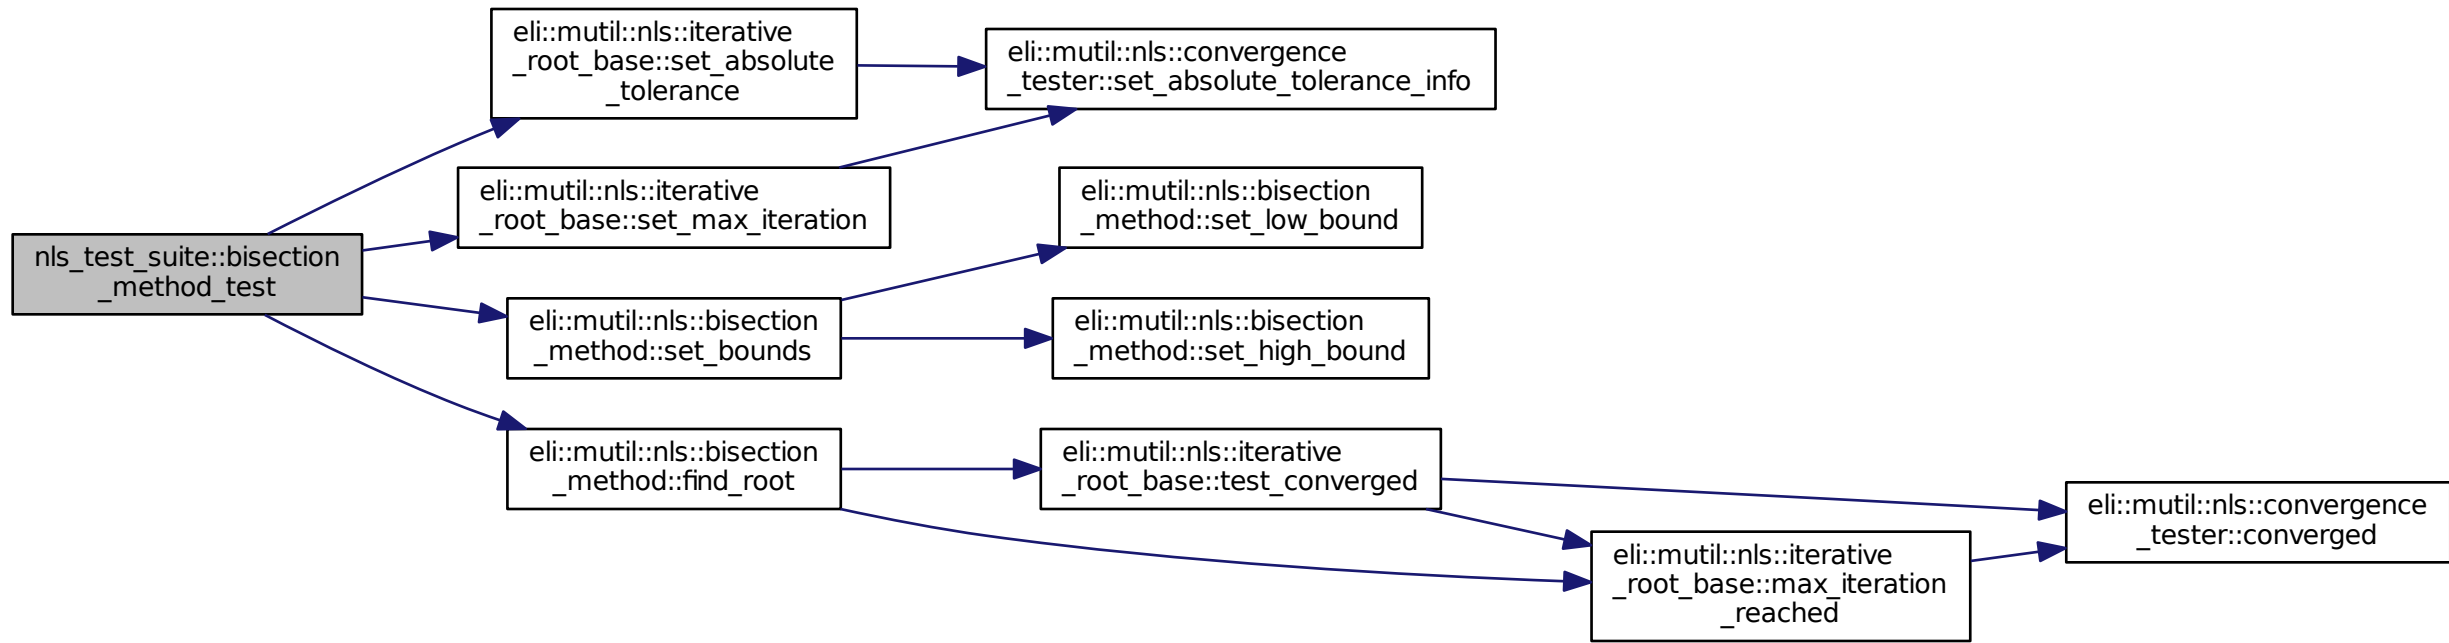 nls_test_suite::bisection
_method_test
eli::mutil::nls::iterative
_root_base::set_absolute
_tolerance
eli::mutil::nls::convergence
_tester::set_absolute_tolerance_info
eli::mutil::nls::iterative
_root_base::set_max_iteration
eli::mutil::nls::bisection
_method::set_low_bound
eli::mutil::nls::bisection
_method::set_bounds
eli::mutil::nls::bisection
_method::set_high_bound
eli::mutil::nls::bisection
_method::find_root
eli::mutil::nls::iterative
_root_base::test_converged
eli::mutil::nls::iterative
_root_base::max_iteration
_reached
eli::mutil::nls::convergence
_tester::converged